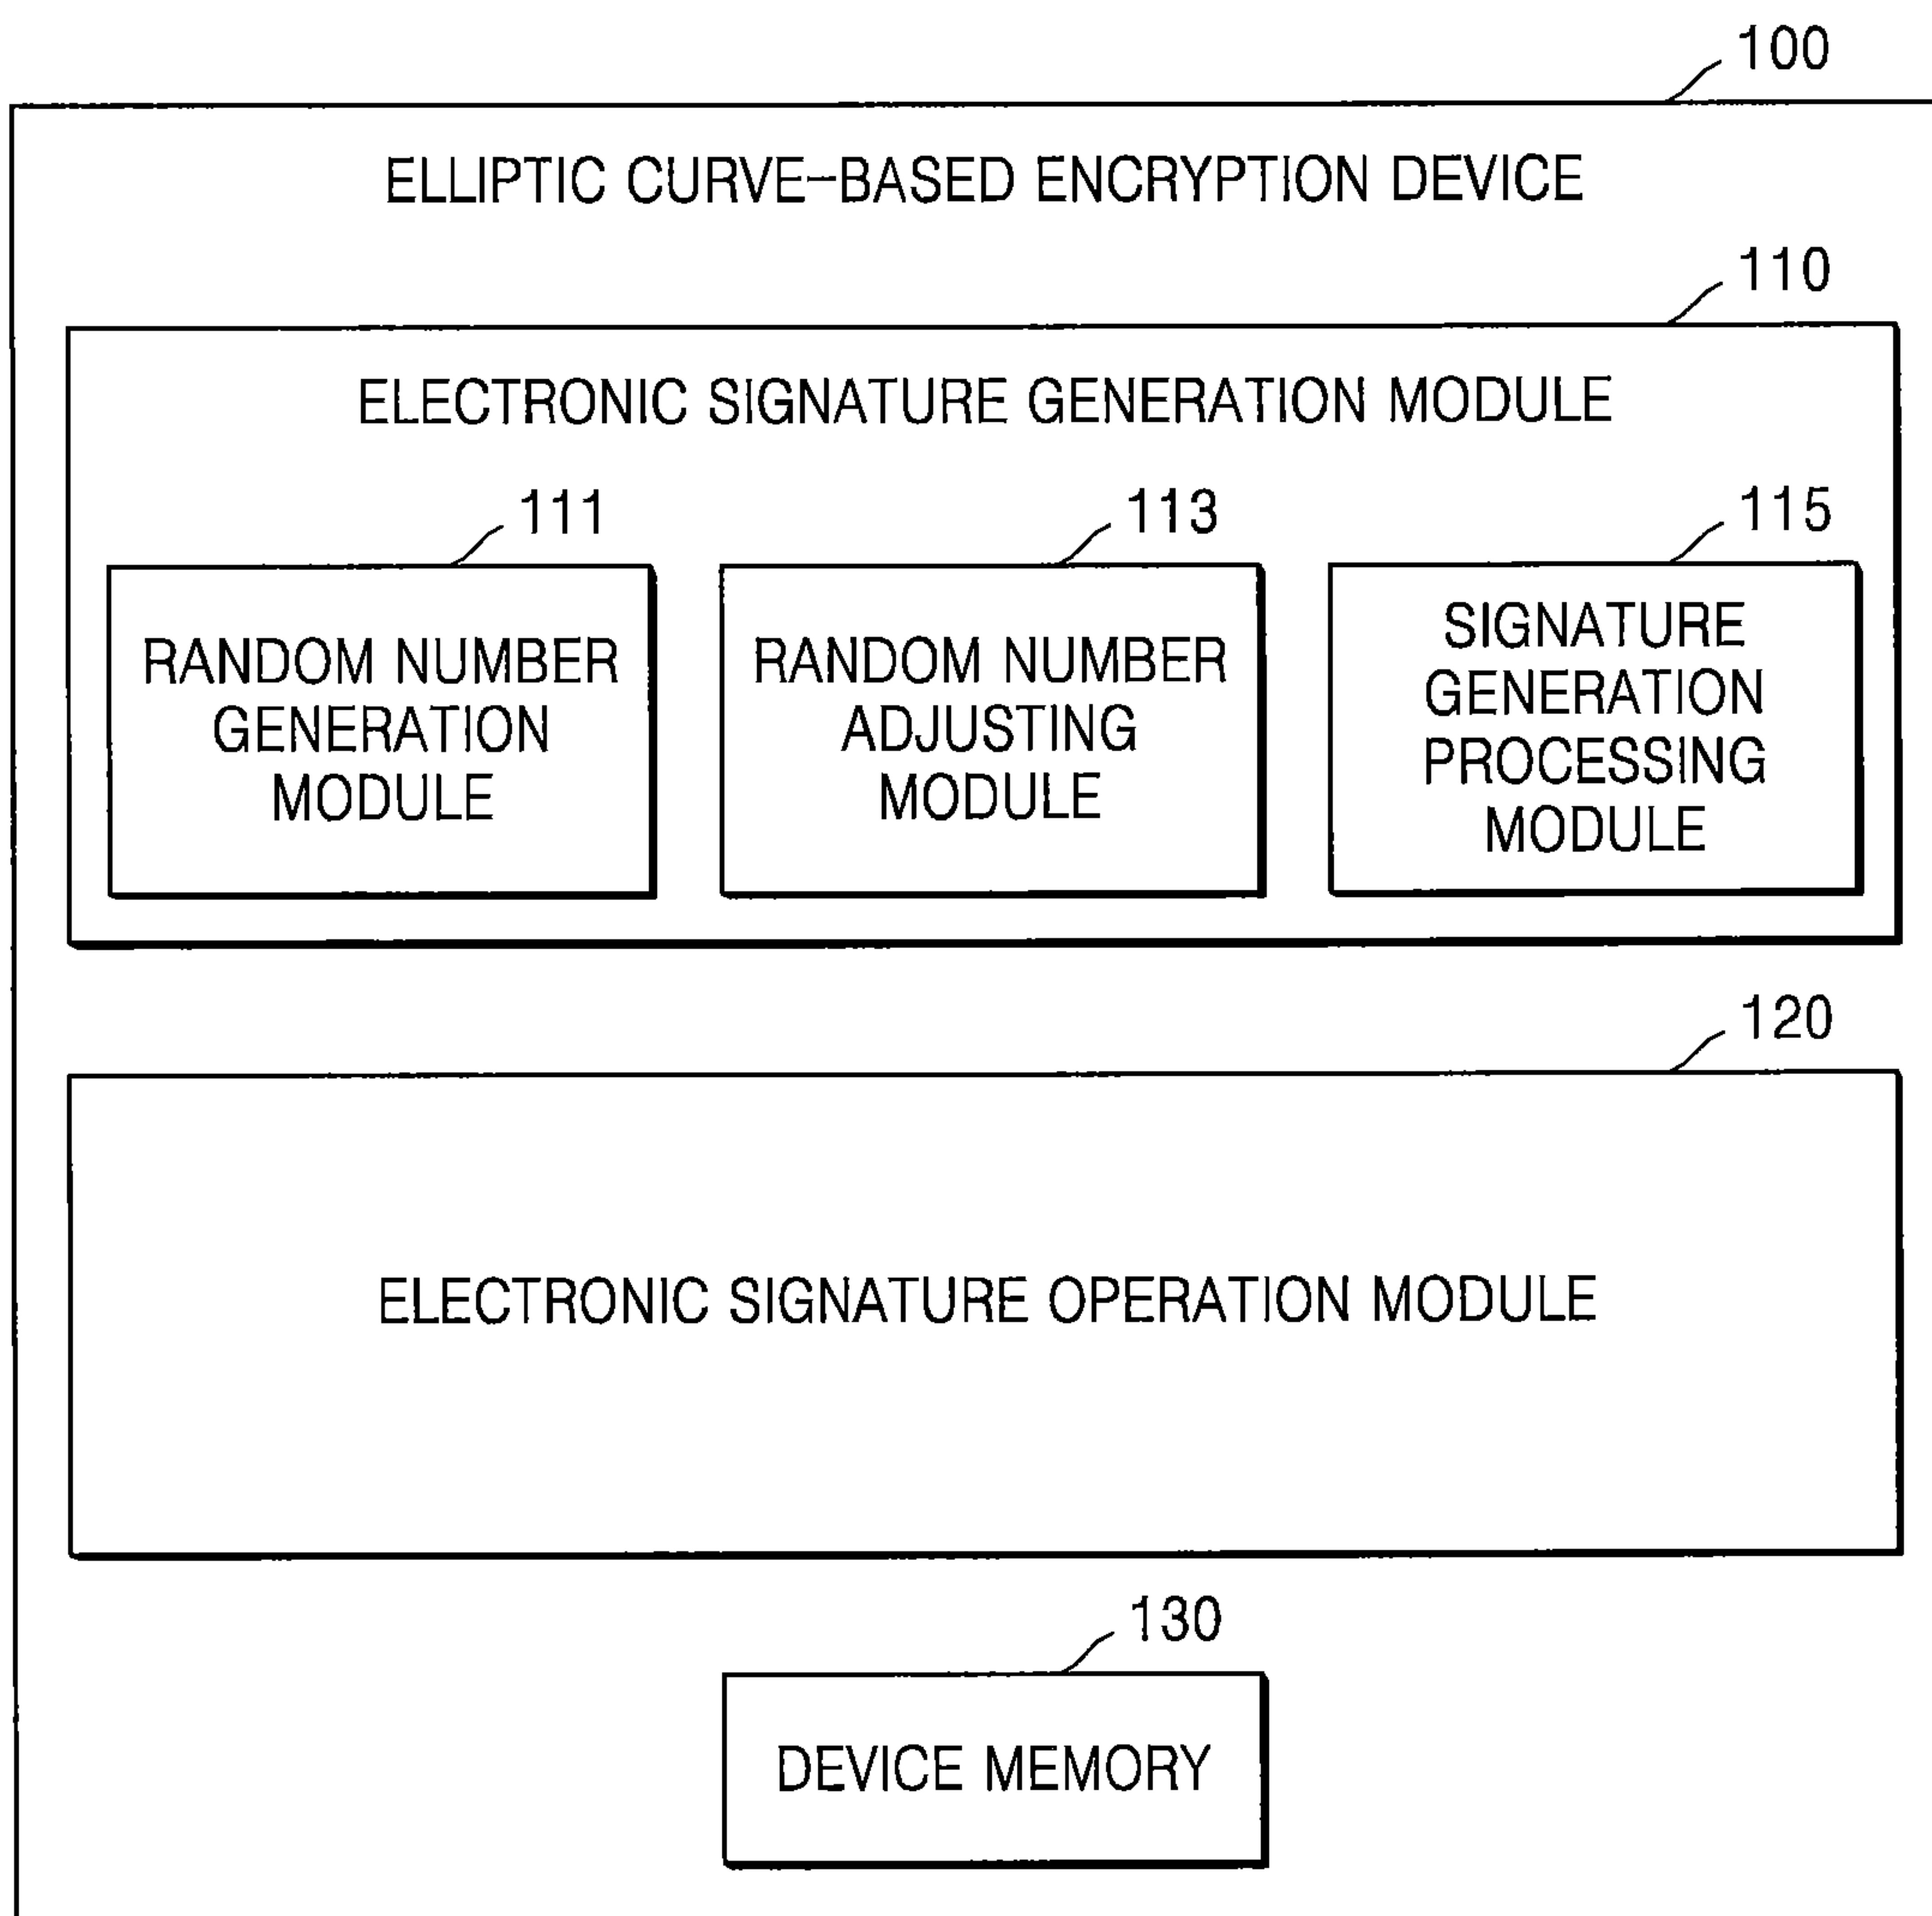 100
ELLIPTIC CURVE-BASED ENCRYPTION DEVICE
110
ELECTRONIC SIGNATURE GENERATION MODULE
111
113
115
RANDOM NUMBER
GENERATION
MODULE
RANDOM NUMBER
ADJUSTING
MODULE
SIGNATURE
GENERATION
PROCESSING
MODULE
120
ELECTRONIC SIGNATURE OPERATION MODULE
130
DEVICE MEMORY